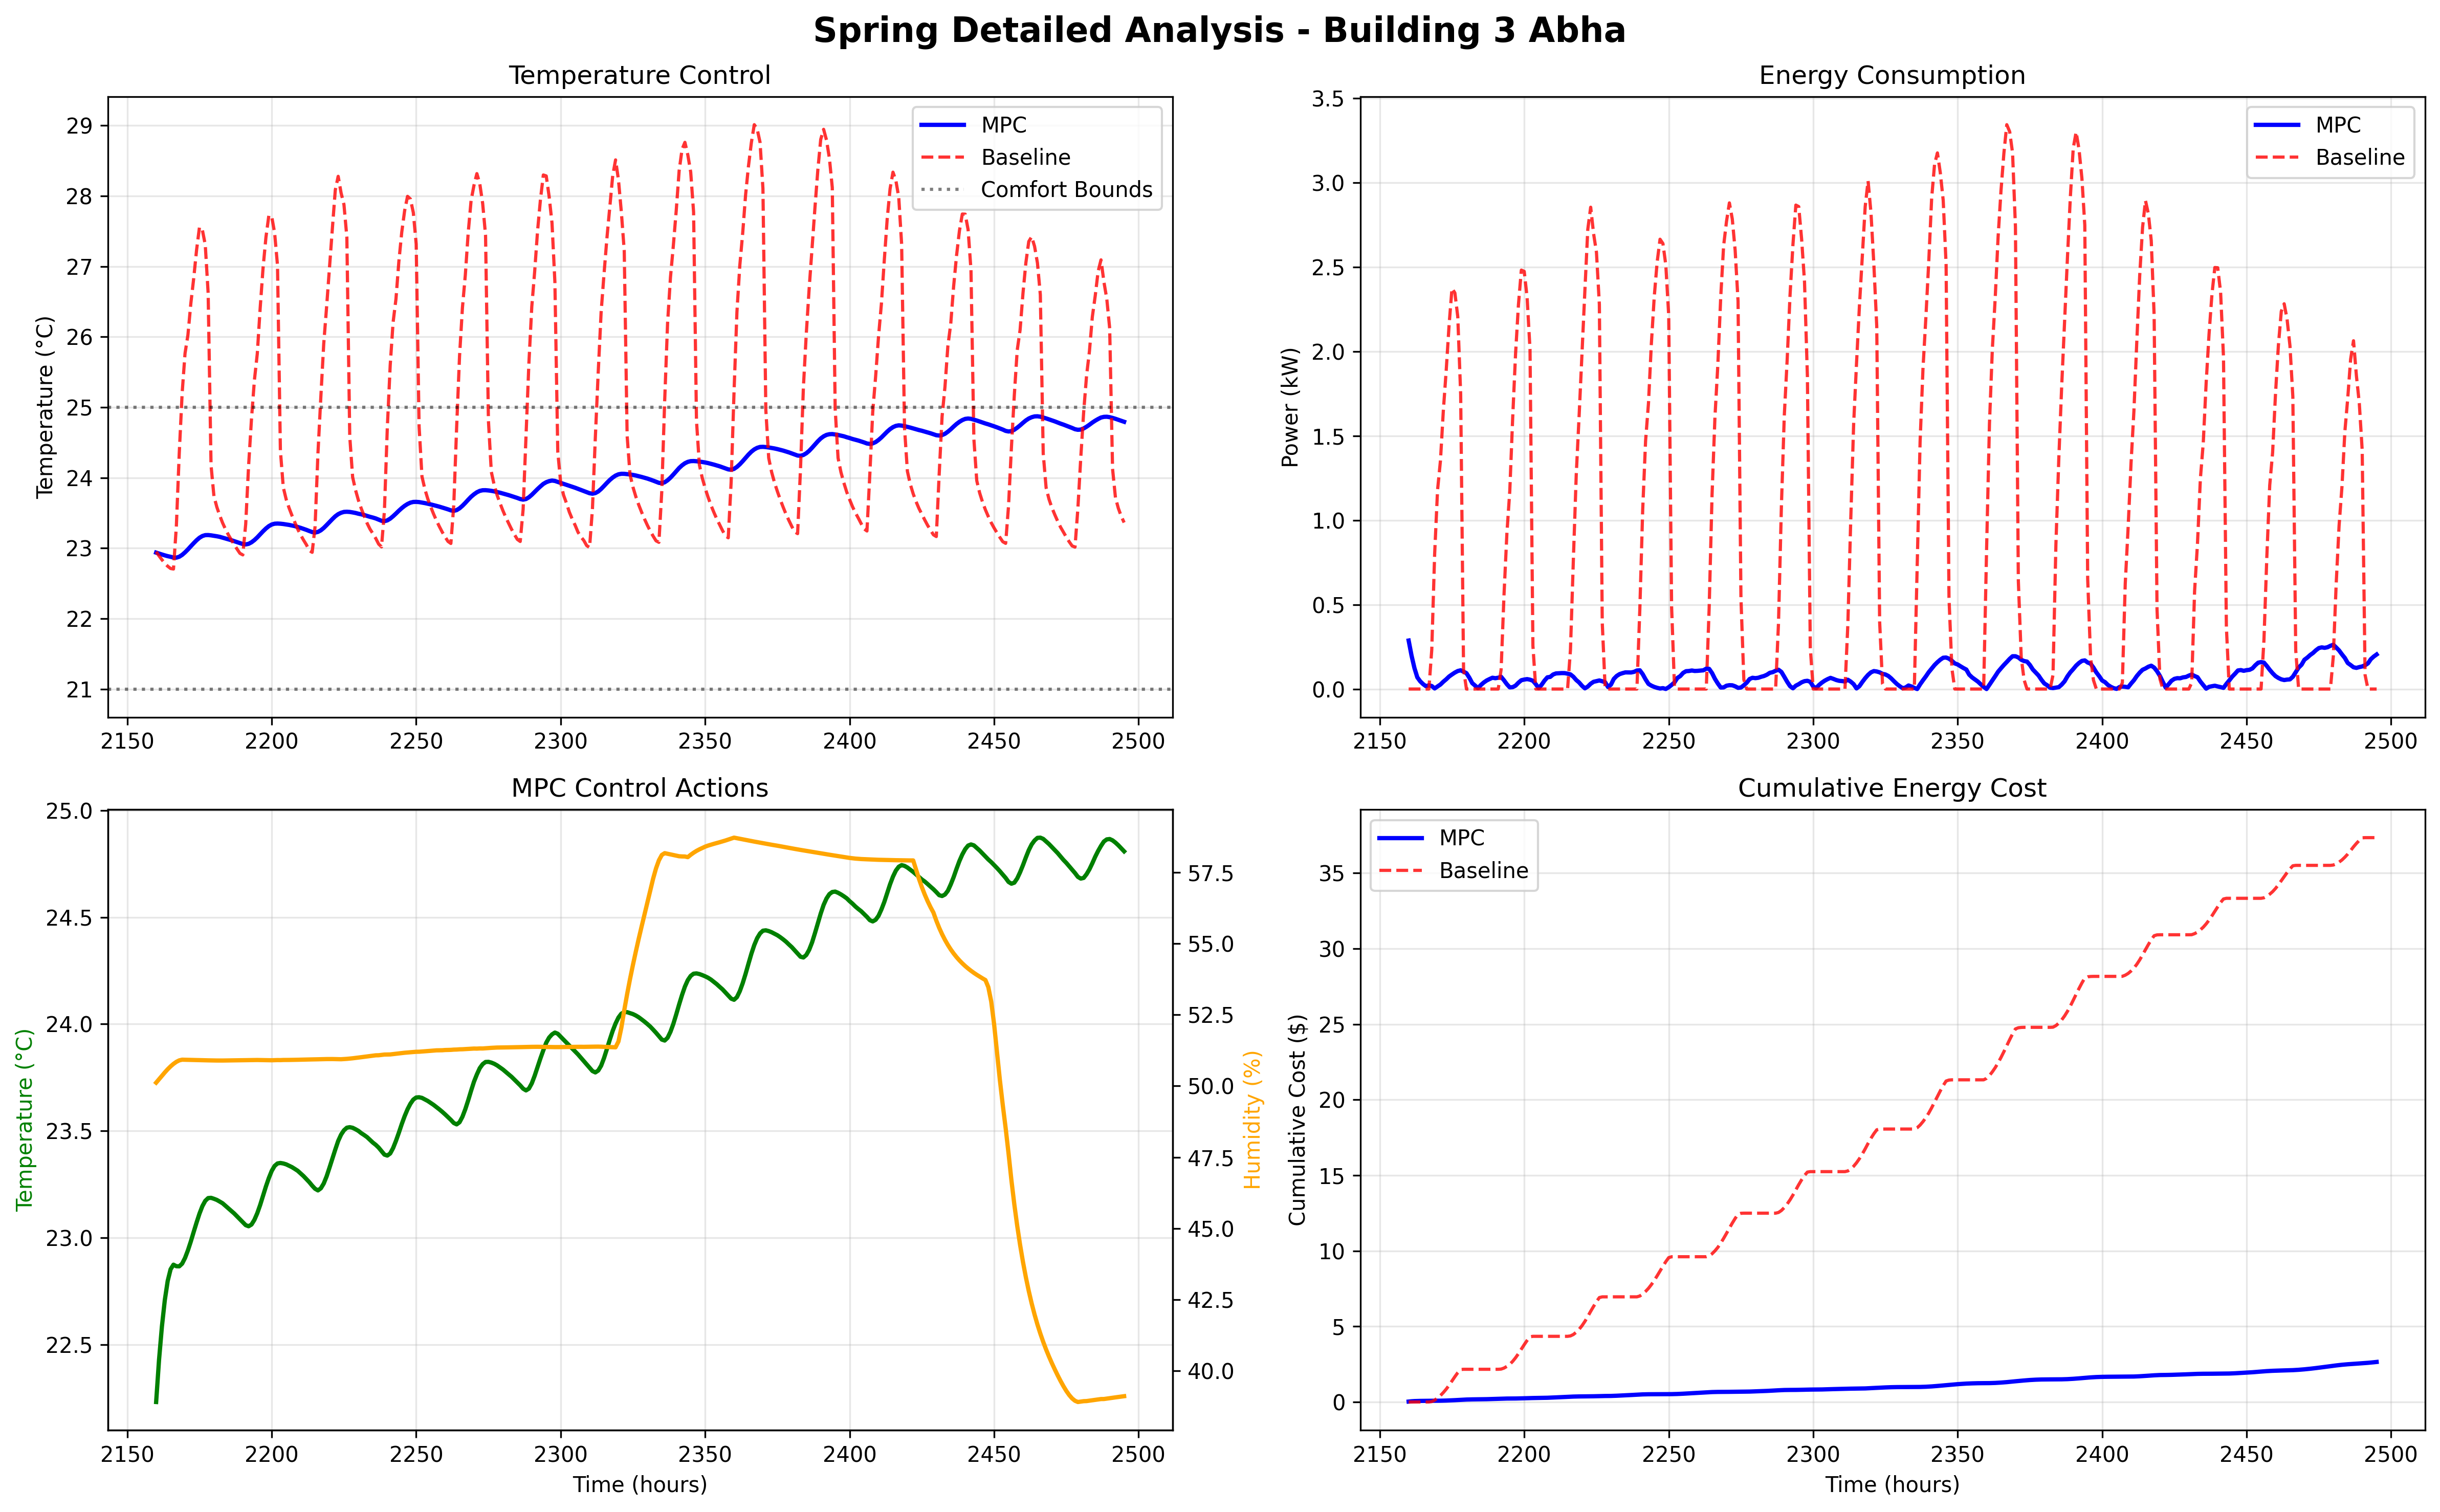 Spring Detailed Analysis - Building 3 Abha
Temperature Control
29
28
27
26
25
24
23
22
21
Temperature (°C)
2150 2200 2250 2300 2350 2400 2450 2500
MPC
Baseline
Comfort Bounds
Energy Consumption
3.5
3.0
2.5
2.0
1.5
1.0
0.5
0.0
Power (kW)
2150 2200 2250 2300 2350 2400 2450 2500
MPC
Baseline
MPC Control Actions
25.0
24.5
24.0
23.5
23.0
22.5
Temperature (°C)
57.5
55.0
52.5
50.0
47.5
45.0
42.5
40.0
Humidity (%)
2150 2200 2250 2300 2350 2400 2450 2500
Time (hours)
Cumulative Energy Cost
35
30
25
20
15
10
5
0
Cumulative Cost ($)
2150 2200 2250 2300 2350 2400 2450 2500
Time (hours)
MPC
Baseline